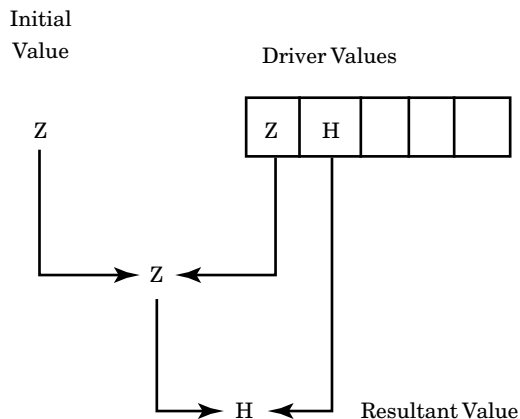 Initial
Value
Driver Values
Z
Z H
Z
H
Resultant Value